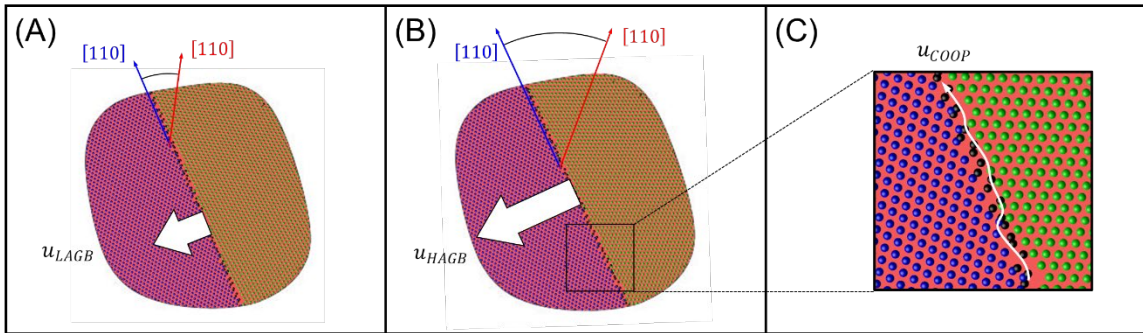 (A)
[110]
[110]
u_LAGB
(B)
[110]
[110]
u_HAGB
(C)
u_COOP